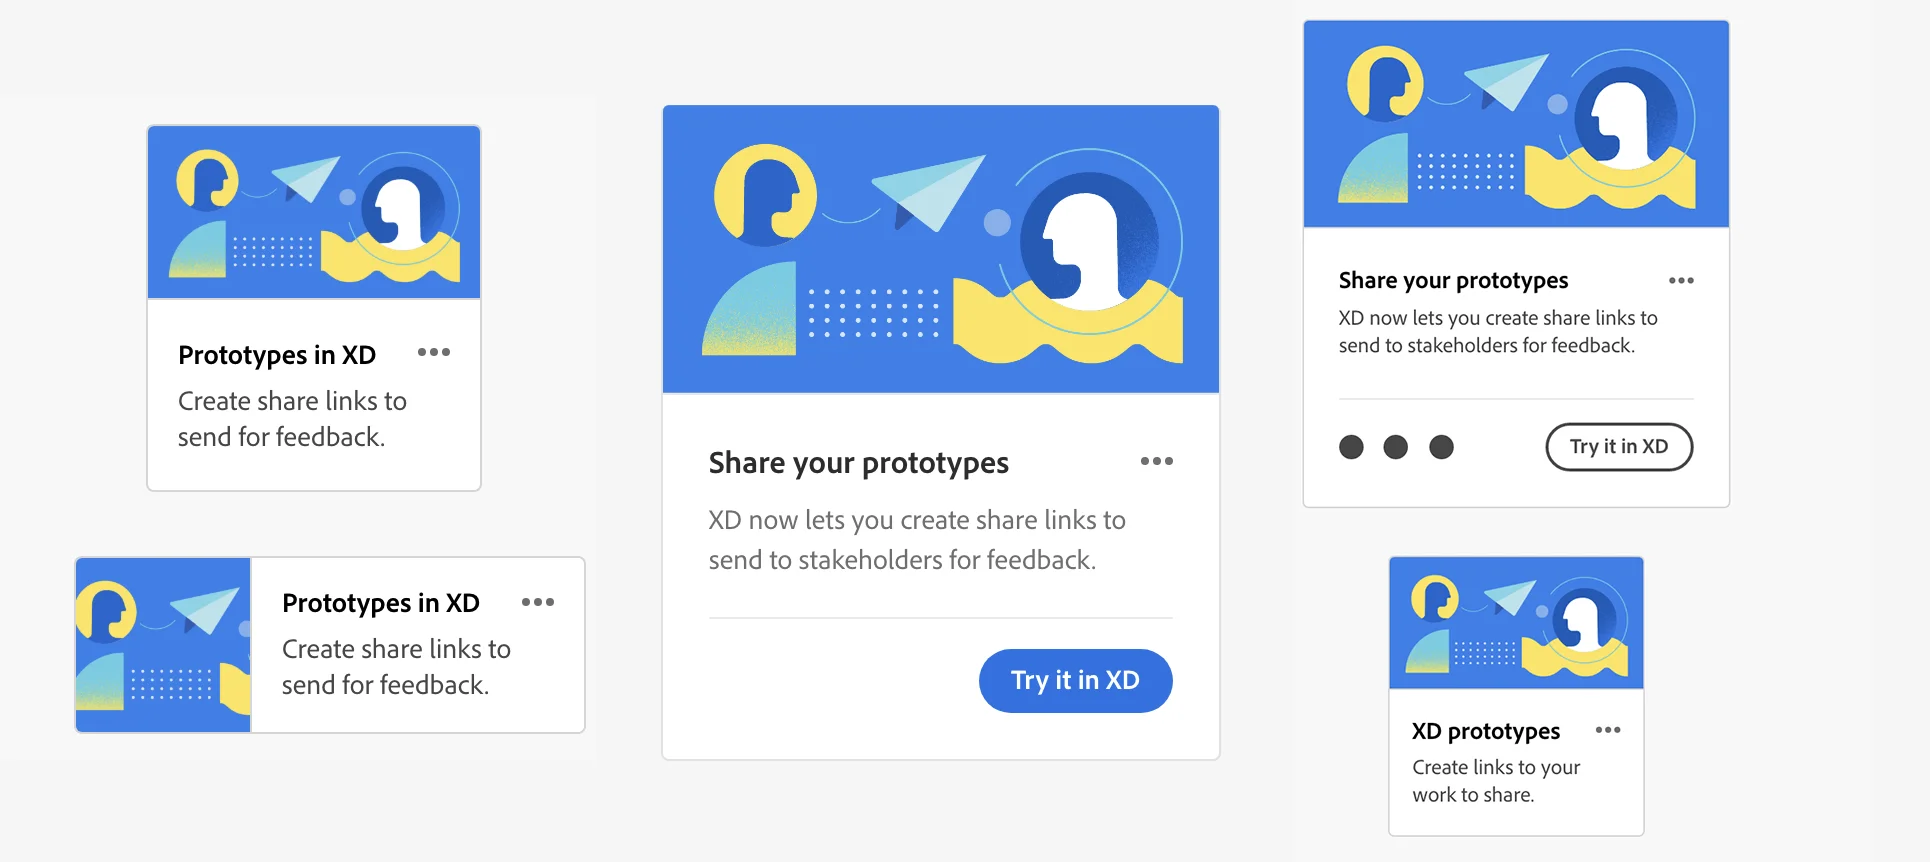 Prototypes in XD
Create share links to
send for feedback.
Prototypes in XD
Create share links to
send for feedback.
Share your prototypes
XD now lets you create share links to
send to stakeholders for feedback.
Try it in XD
Share your prototypes
XD now lets you create share links to
send to stakeholders for feedback.
Try it in XD
XD prototypes
Create links to your
work to share.